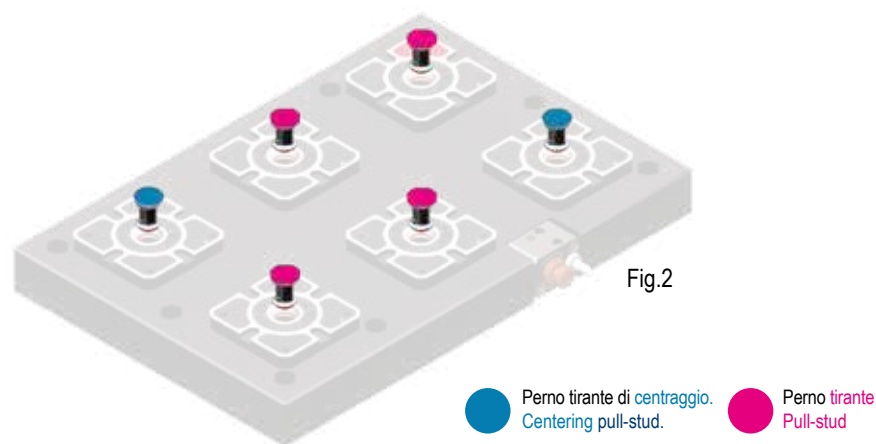 Fig.2
Perno tirante di centraggio.
Centering pull-stud.
Perno tirante
Pull-stud